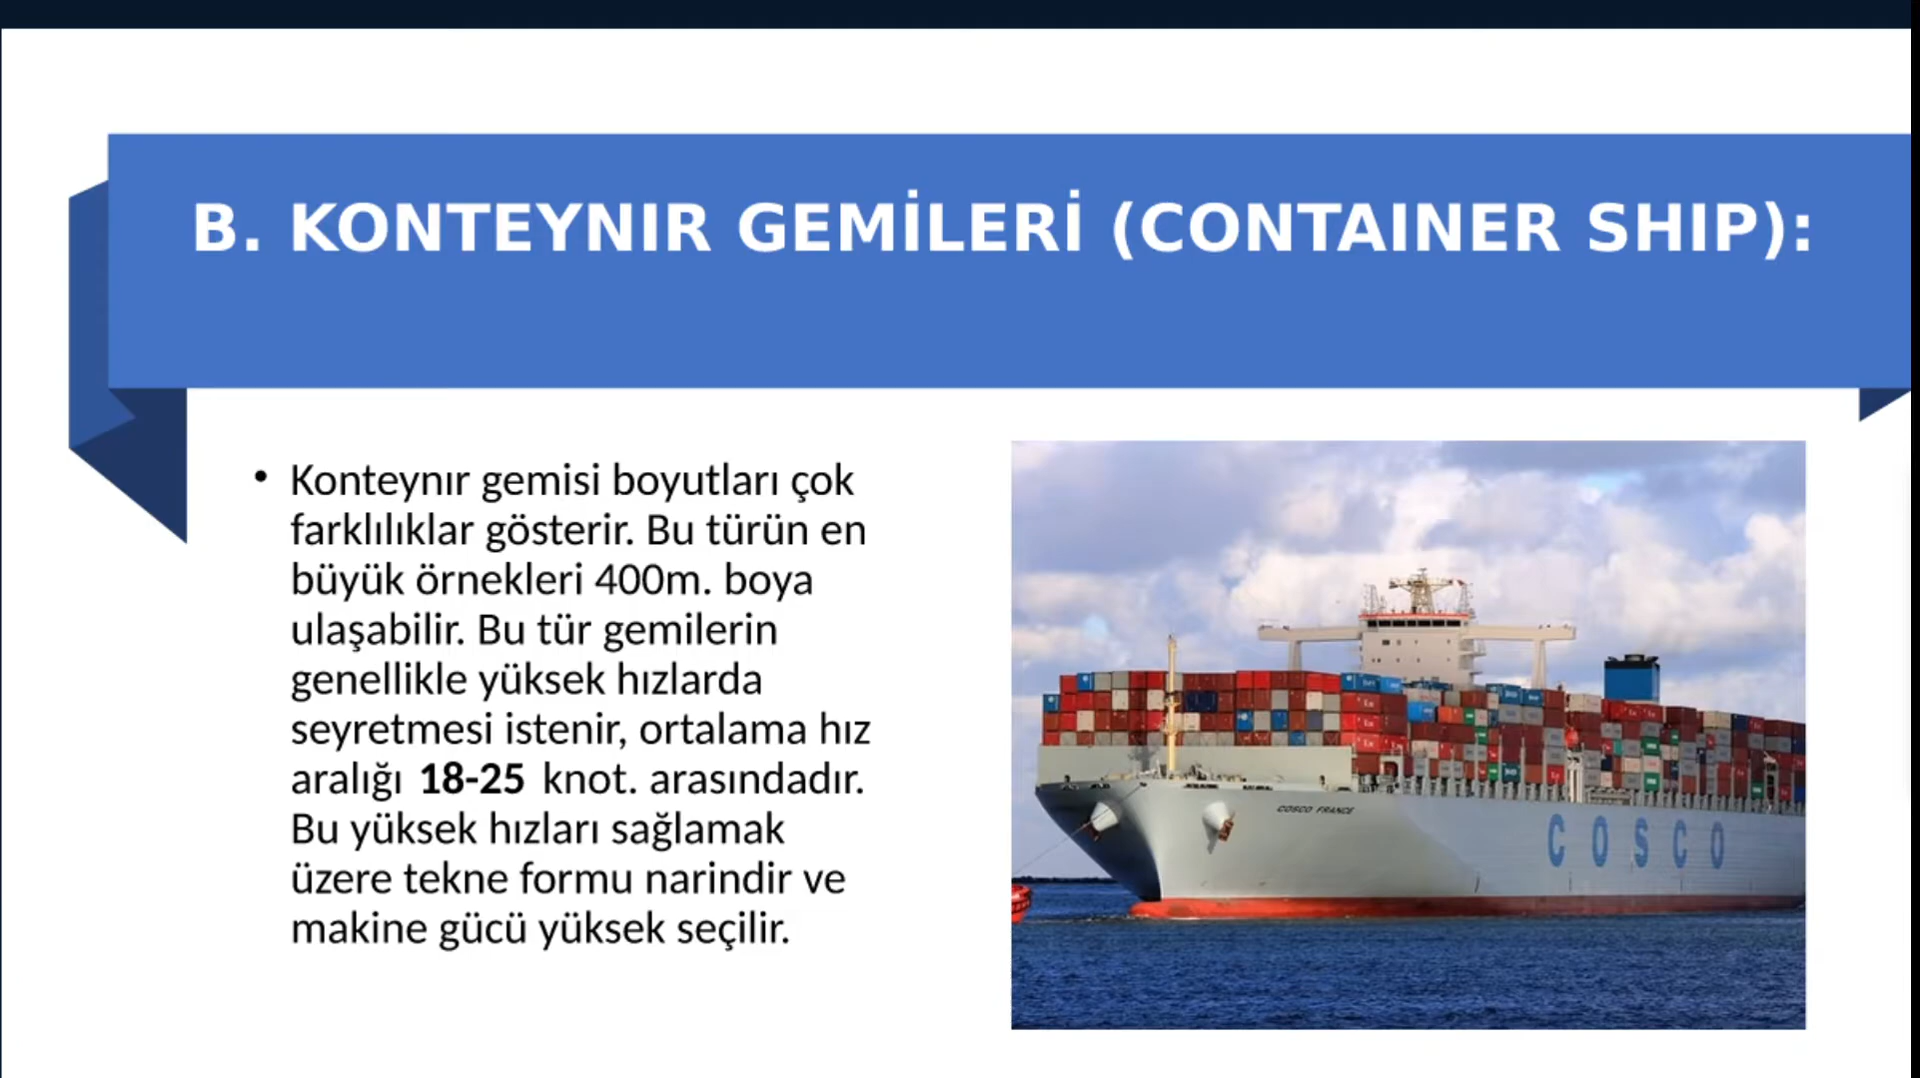 B. KONTEYNIR GEMİLERİ (CONTAINER SHIP):
• Konteynır gemisi boyutları çok
farklılıklar gösterir. Bu türün en
büyük örnekleri 400m. boya
ulaşabilir. Bu tür gemilerin
genellikle yüksek hızlarda
seyretmesi istenir, ortalama hız
aralığı 18-25 knot. arasındadır.
Bu yüksek hızları sağlamak
üzere tekne formu narindir ve
makine gücü yüksek seçilir.
COSCO FRANCE
COSCO